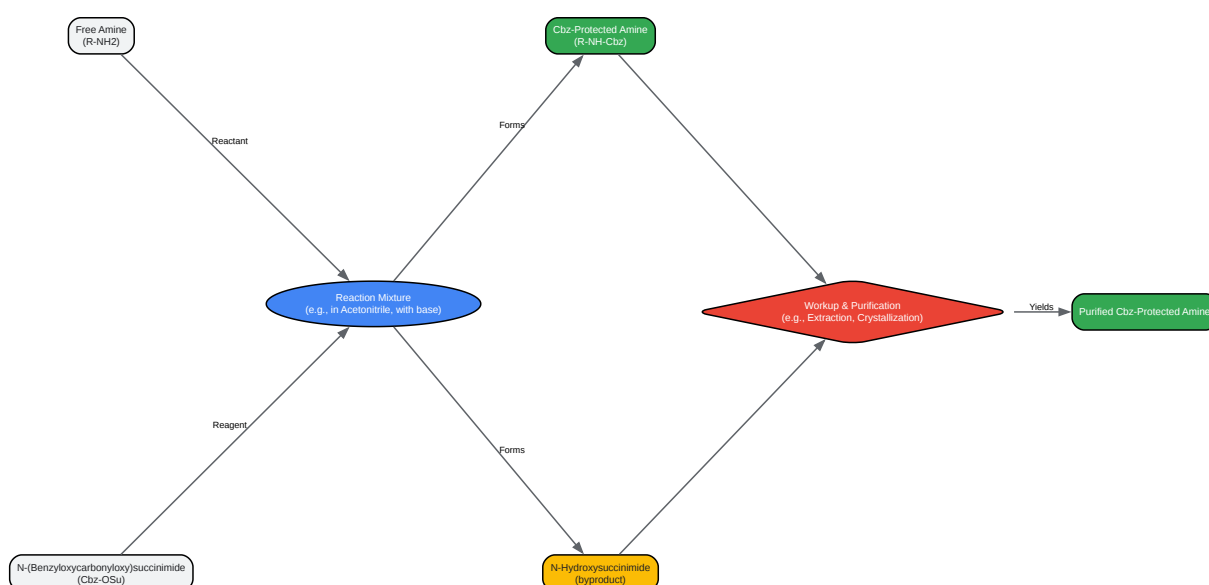 Free Amine
(R-NH2)
Cbz-Protected Amine
(R-NH-Cbz)
Forms
Reactant
Reaction Mixture
(e.g., in Acetonitrile, with base)
Workup & Purification
(e.g., Extraction, Crystallization)
Yields
Purified Cbz-Protected Amine
Reagent
Forms
N-(Benzyloxycarbonyloxy)succinimide
(Cbz-OSu)
N-Hydroxysuccinimide
(byproduct)